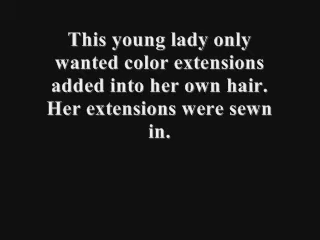 This young lady only
wanted color extensions
added into her own hair.
Her extensions were sewn
in.